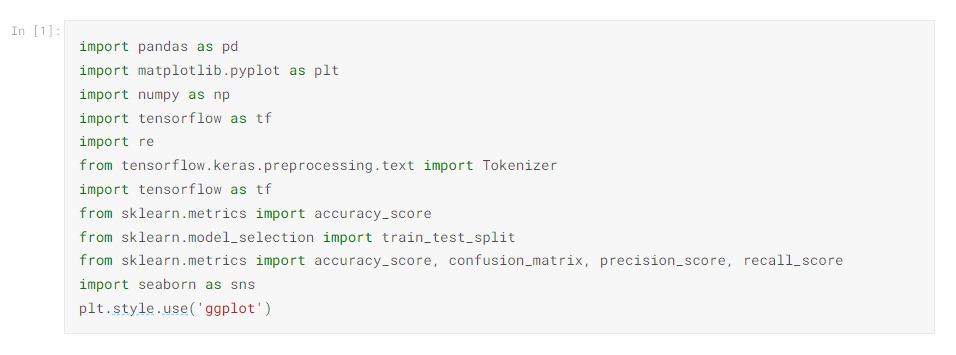 In [1]:
import pandas as pd
import matplotlib.pyplot as plt
import numpy as np
import tensorflow as tf
import re
from tensorflow.keras.preprocessing.text import Tokenizer
import tensorflow as tf
from sklearn.metrics import accuracy_score
from sklearn.model_selection import train_test_split
from sklearn.metrics import accuracy_score, confusion_matrix, precision_score, recall_score
import seaborn as sns
plt.style.use('ggplot')